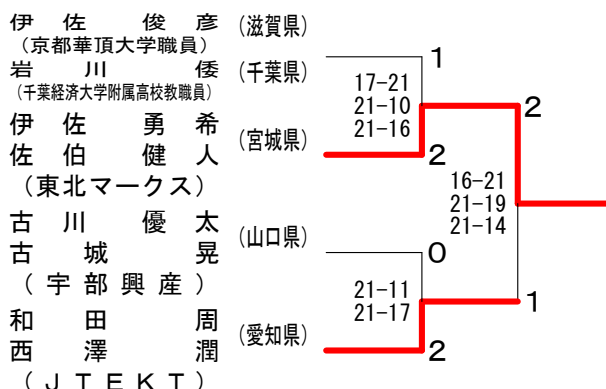 伊佐 俊彦 (滋賀県)
(京都華頂大学職員)
岩川 倭 (千葉県)
(千葉経済大学附属高校教職員)
伊佐 勇希
佐伯 健人 (宮城県)
(東北マークス)
古川 優太
古城 晃 (山口県)
(宇部興産)
和田 周
西澤 潤 (愛知県)
(JTEKT)
1
17-21
21-10
21-16
2
2
16-21
21-19
21-14
0
21-11
21-17
2
1